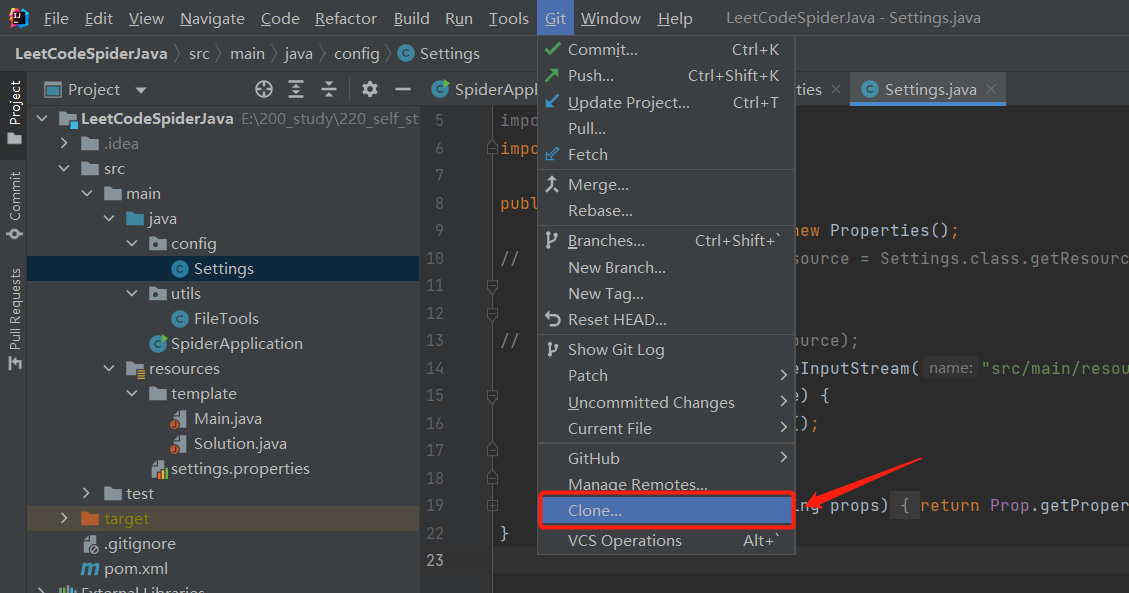 File Edit View Navigate Code Refactor Build Run Tools Git Window Help LeetCodeSpiderJava - Settings.java
LeetCodeSpiderJava src main java config Settings
Project
Commit
Pull Requests
Project
LeetCodeSpiderJava E:\200_study\220_self_st
.idea
src
main
java
config
Settings
utils
FileTools
SpiderApplication
resources
template
Main.java
Solution.java
settings.properties
test
target
.gitignore
pom.xml
External Libraries
Commit... Ctrl+K
Push... Ctrl+Shift+K
Update Project... Ctrl+T
Pull...
Fetch
Merge...
Rebase...
Branches... Ctrl+Shift+`
New Branch...
New Tag...
Reset HEAD...
Show Git Log
Patch
Uncommitted Changes
Current File
GitHub
Manage Remotes...
Clone...
VCS Operations Alt+`
SpiderAppl ties Settings.java
5 impo
6 impo
7
8 publ
9 new Properties();
10 // source = Settings.class.getResourc
11
12
13 // urce);
14 eInputStream( name: "src/main/resou
15 ) {
16 ();
17
18
19 ng props) { return Prop.getProper
22 }
23